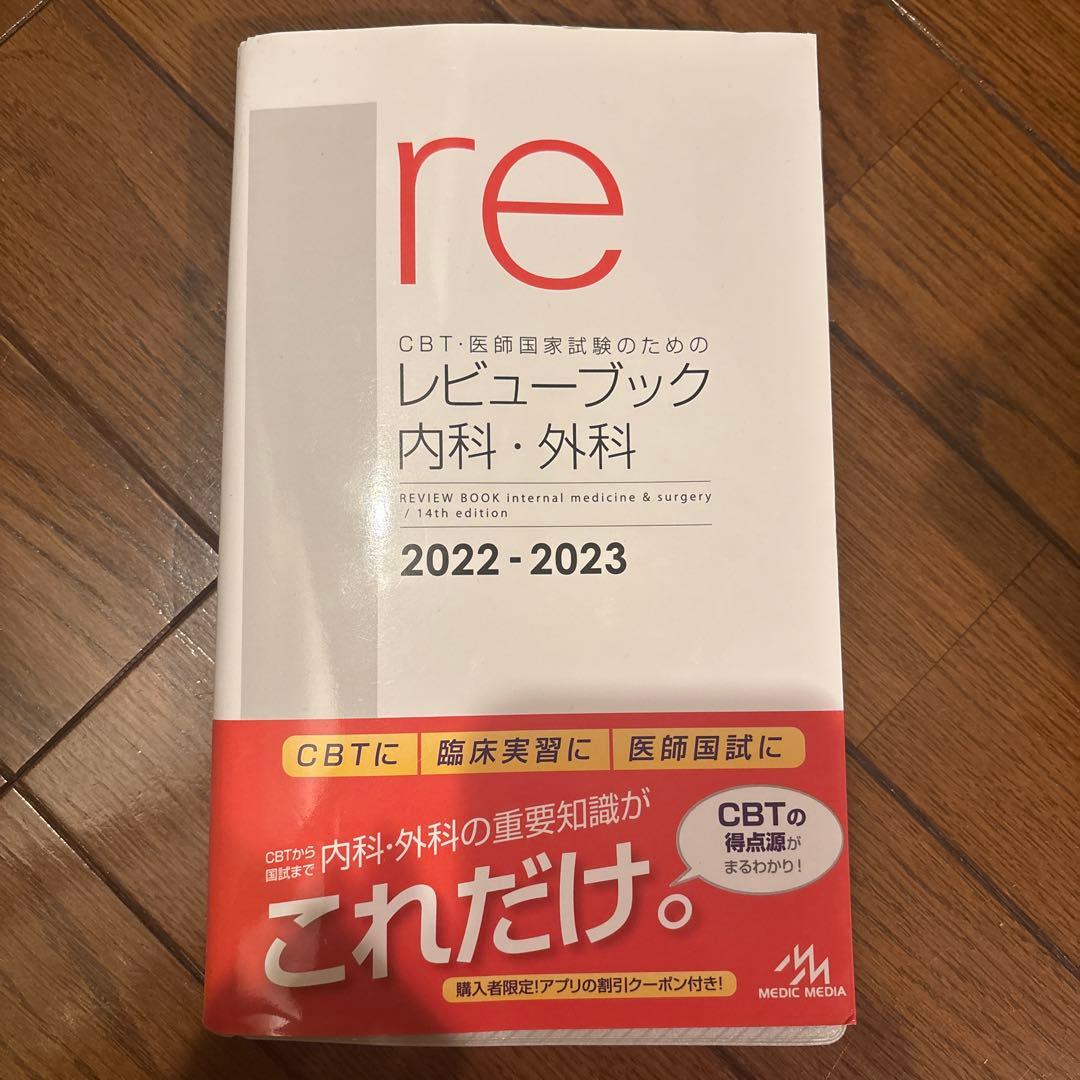 re
CBT・医師国家試験のための
レビューブック
内科・外科
REVIEW BOOK internal medicine & surgery
/ 14th edition
2022-2023
CBTに 臨床実習に 医師国試に
CBTから
国試まで
内科・外科の重要知識が
これだけ。
CBTの
得点源が
まるわかり!
購入者限定!アプリの割引クーポン付き!
MEDIC MEDIA